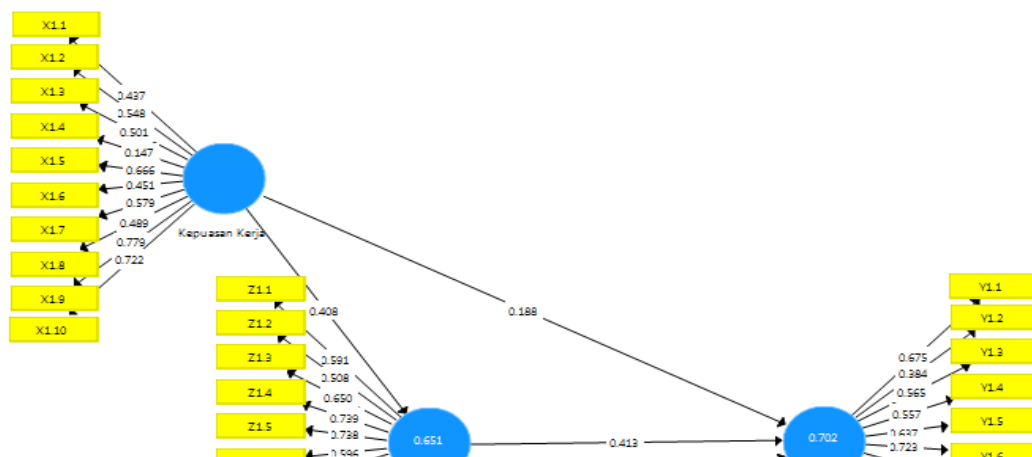 X1.1
X1.2
X1.3
X1.4
X1.5
X1.6
X1.7
X1.8
X1.9
X1.10
0.437
0.548
0.501
0.147
0.666
0.451
0.579
0.489
0.779
0.722
Kepuasan Kerja
0.408
0.188
Z1.1
Z1.2
Z1.3
Z1.4
Z1.5
0.591
0.508
0.650
0.739
0.738
0.596
0.651
0.413
0.702
0.675
0.384
0.565
0.557
0.637
0.723
Y1.1
Y1.2
Y1.3
Y1.4
Y1.5
Y1.6